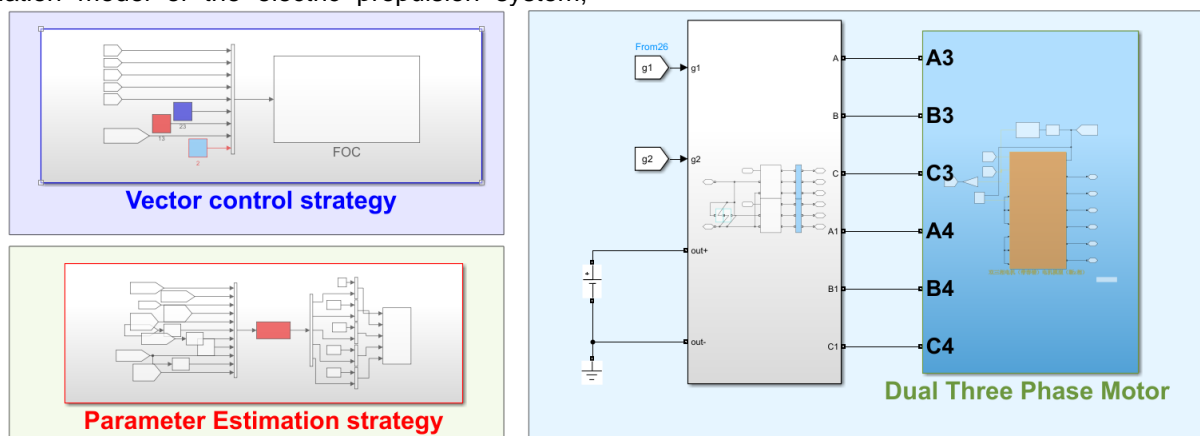 ation model of the electric propulsion system,
FOC
13
23
2
Vector control strategy
Parameter Estimation strategy
From26
g1
g1
g2
g2
out+
out-
+
A
B
C
A1
B1
C1
A3
B3
C3
A4
B4
C4
Dual Three Phase Motor